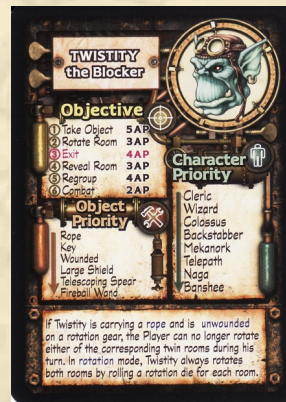 TWISTITY
the Blocker
Objective
1 Take Object 5AP
2 Rotate Room 3AP
3 Exit 4AP
4 Reveal Room 3AP
5 Regroup 4AP
6 Combat 2AP
Object
Priority
Rope
Key
Wounded
Large Shield
Telescoping Spear
Fireball Wand
Character
Priority
Cleric
Wizard
Colossus
Backstabber
Mekanork
Telepath
Naga
Banshee
If Twistity is carrying a rope and is unwounded
on a rotation gear, the Player can no longer rotate
either of the corresponding twin rooms during his
turn. In rotation mode, Twistity always rotates
both rooms by rolling a rotation die for each room.